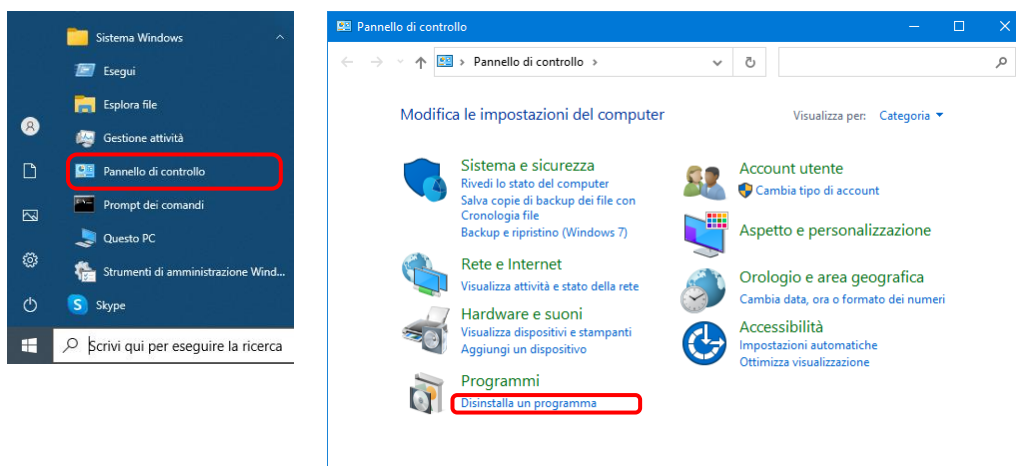 Sistema Windows
Esegui
Esplora file
Gestione attività
Pannello di controllo
Prompt dei comandi
Questo PC
Strumenti di amministrazione Wind...
Skype
Scrivi qui per eseguire la ricerca
Pannello di controllo
Pannello di controllo
Modifica le impostazioni del computer
Visualizza per: Categoria
Sistema e sicurezza
Rivedi lo stato del computer
Salva copie di backup dei file con
Cronologia file
Backup e ripristino (Windows 7)
Rete e Internet
Visualizza attività e stato della rete
Hardware e suoni
Visualizza dispositivi e stampanti
Aggiungi un dispositivo
Programmi
Disinstalla un programma
Account utente
Cambia tipo di account
Aspetto e personalizzazione
Orologio e area geografica
Cambia data, ora o formato dei numeri
Accessibilità
Impostazioni automatiche
Ottimizza visualizzazione